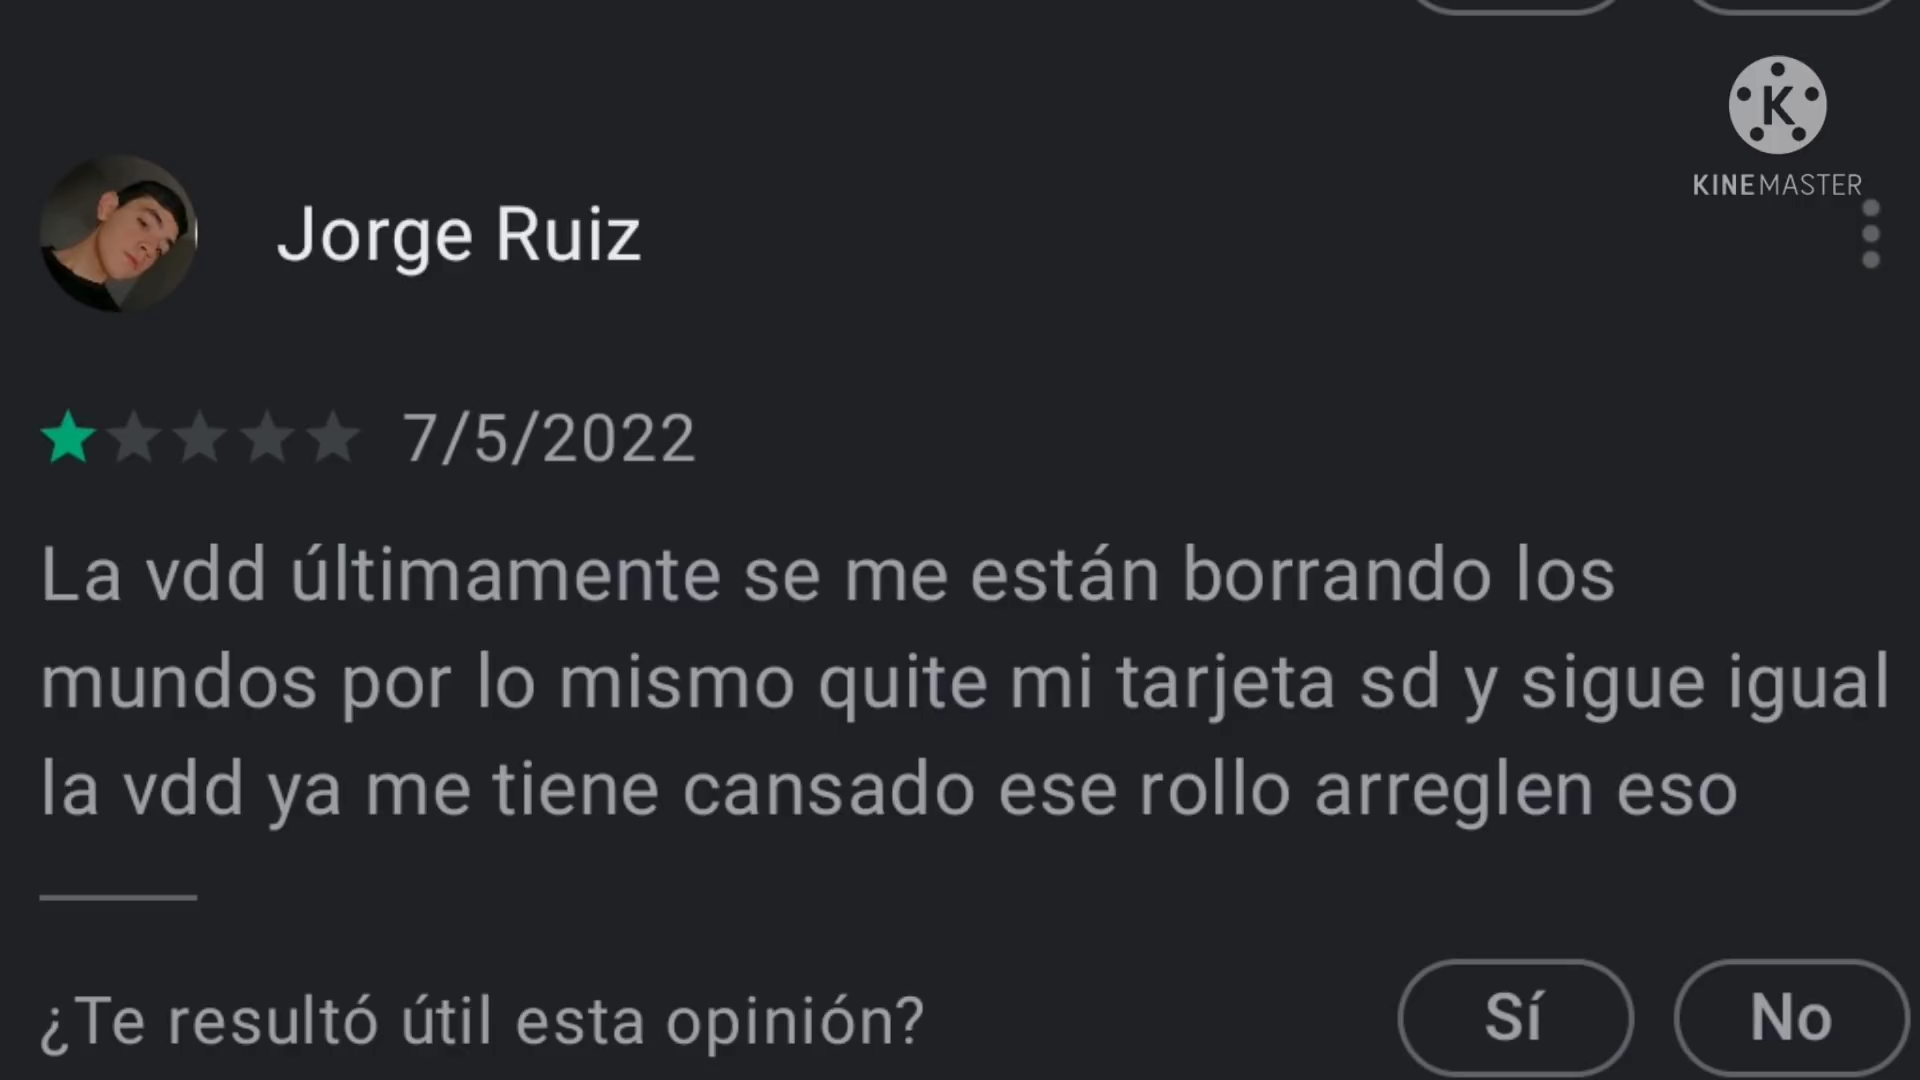 K
KINEMASTER
Jorge Ruiz
7/5/2022
La vdd últimamente se me están borrando los
mundos por lo mismo quite mi tarjeta sd y sigue igual
la vdd ya me tiene cansado ese rollo arreglen eso
¿Te resultó útil esta opinión?
Sí
No